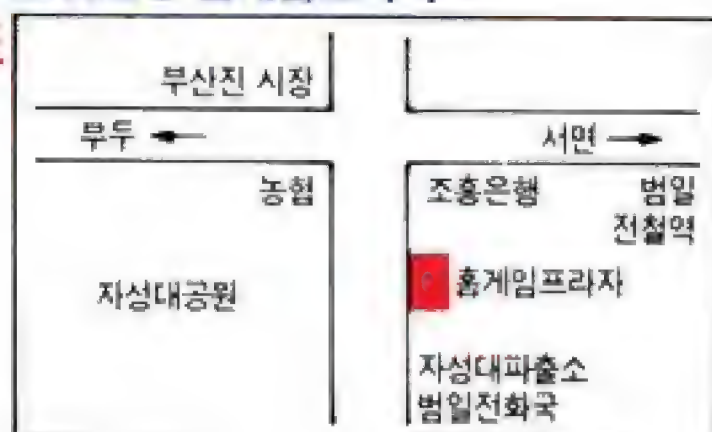 부산진 시장
부두 ←
서면 →
농협
조흥은행
범일
전철역
자성대공원
홈게임프라자
자성대파출소
범일전화국